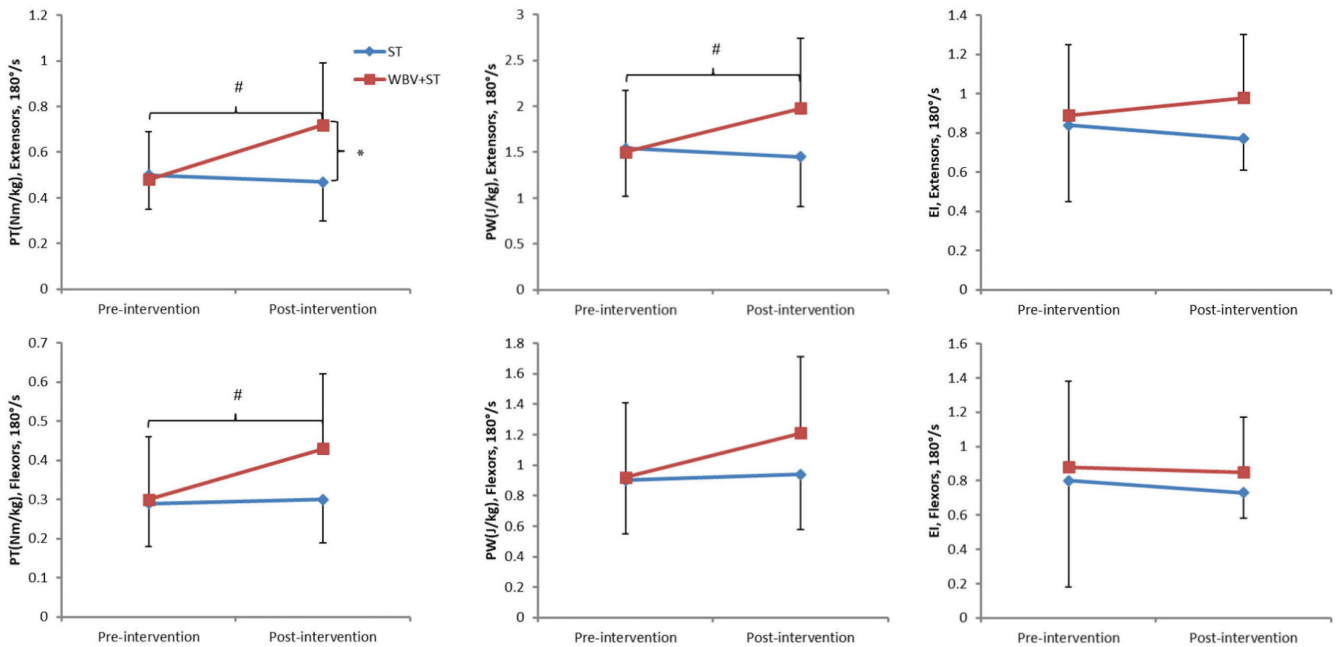 PT(Nm/kg), Extensors, 180°/s
1.2
1
0.8
0.6
0.4
0.2
0
#
*
ST
WBV+ST
Pre-intervention
Post-intervention
PW(J/kg), Extensors, 180°/s
3
2.5
2
1.5
1
0.5
0
#
Pre-intervention
Post-intervention
EI, Extensors, 180°/s
1.4
1.2
1
0.8
0.6
0.4
0.2
0
Pre-intervention
Post-intervention
PT(Nm/kg), Flexors, 180°/s
0.7
0.6
0.5
0.4
0.3
0.2
0.1
0
#
Pre-intervention
Post-intervention
PW(J/kg), Flexors, 180°/s
1.8
1.6
1.4
1.2
1
0.8
0.6
0.4
0.2
0
Pre-intervention
Post-intervention
EI, Flexors, 180°/s
1.6
1.4
1.2
1
0.8
0.6
0.4
0.2
0
Pre-intervention
Post-intervention